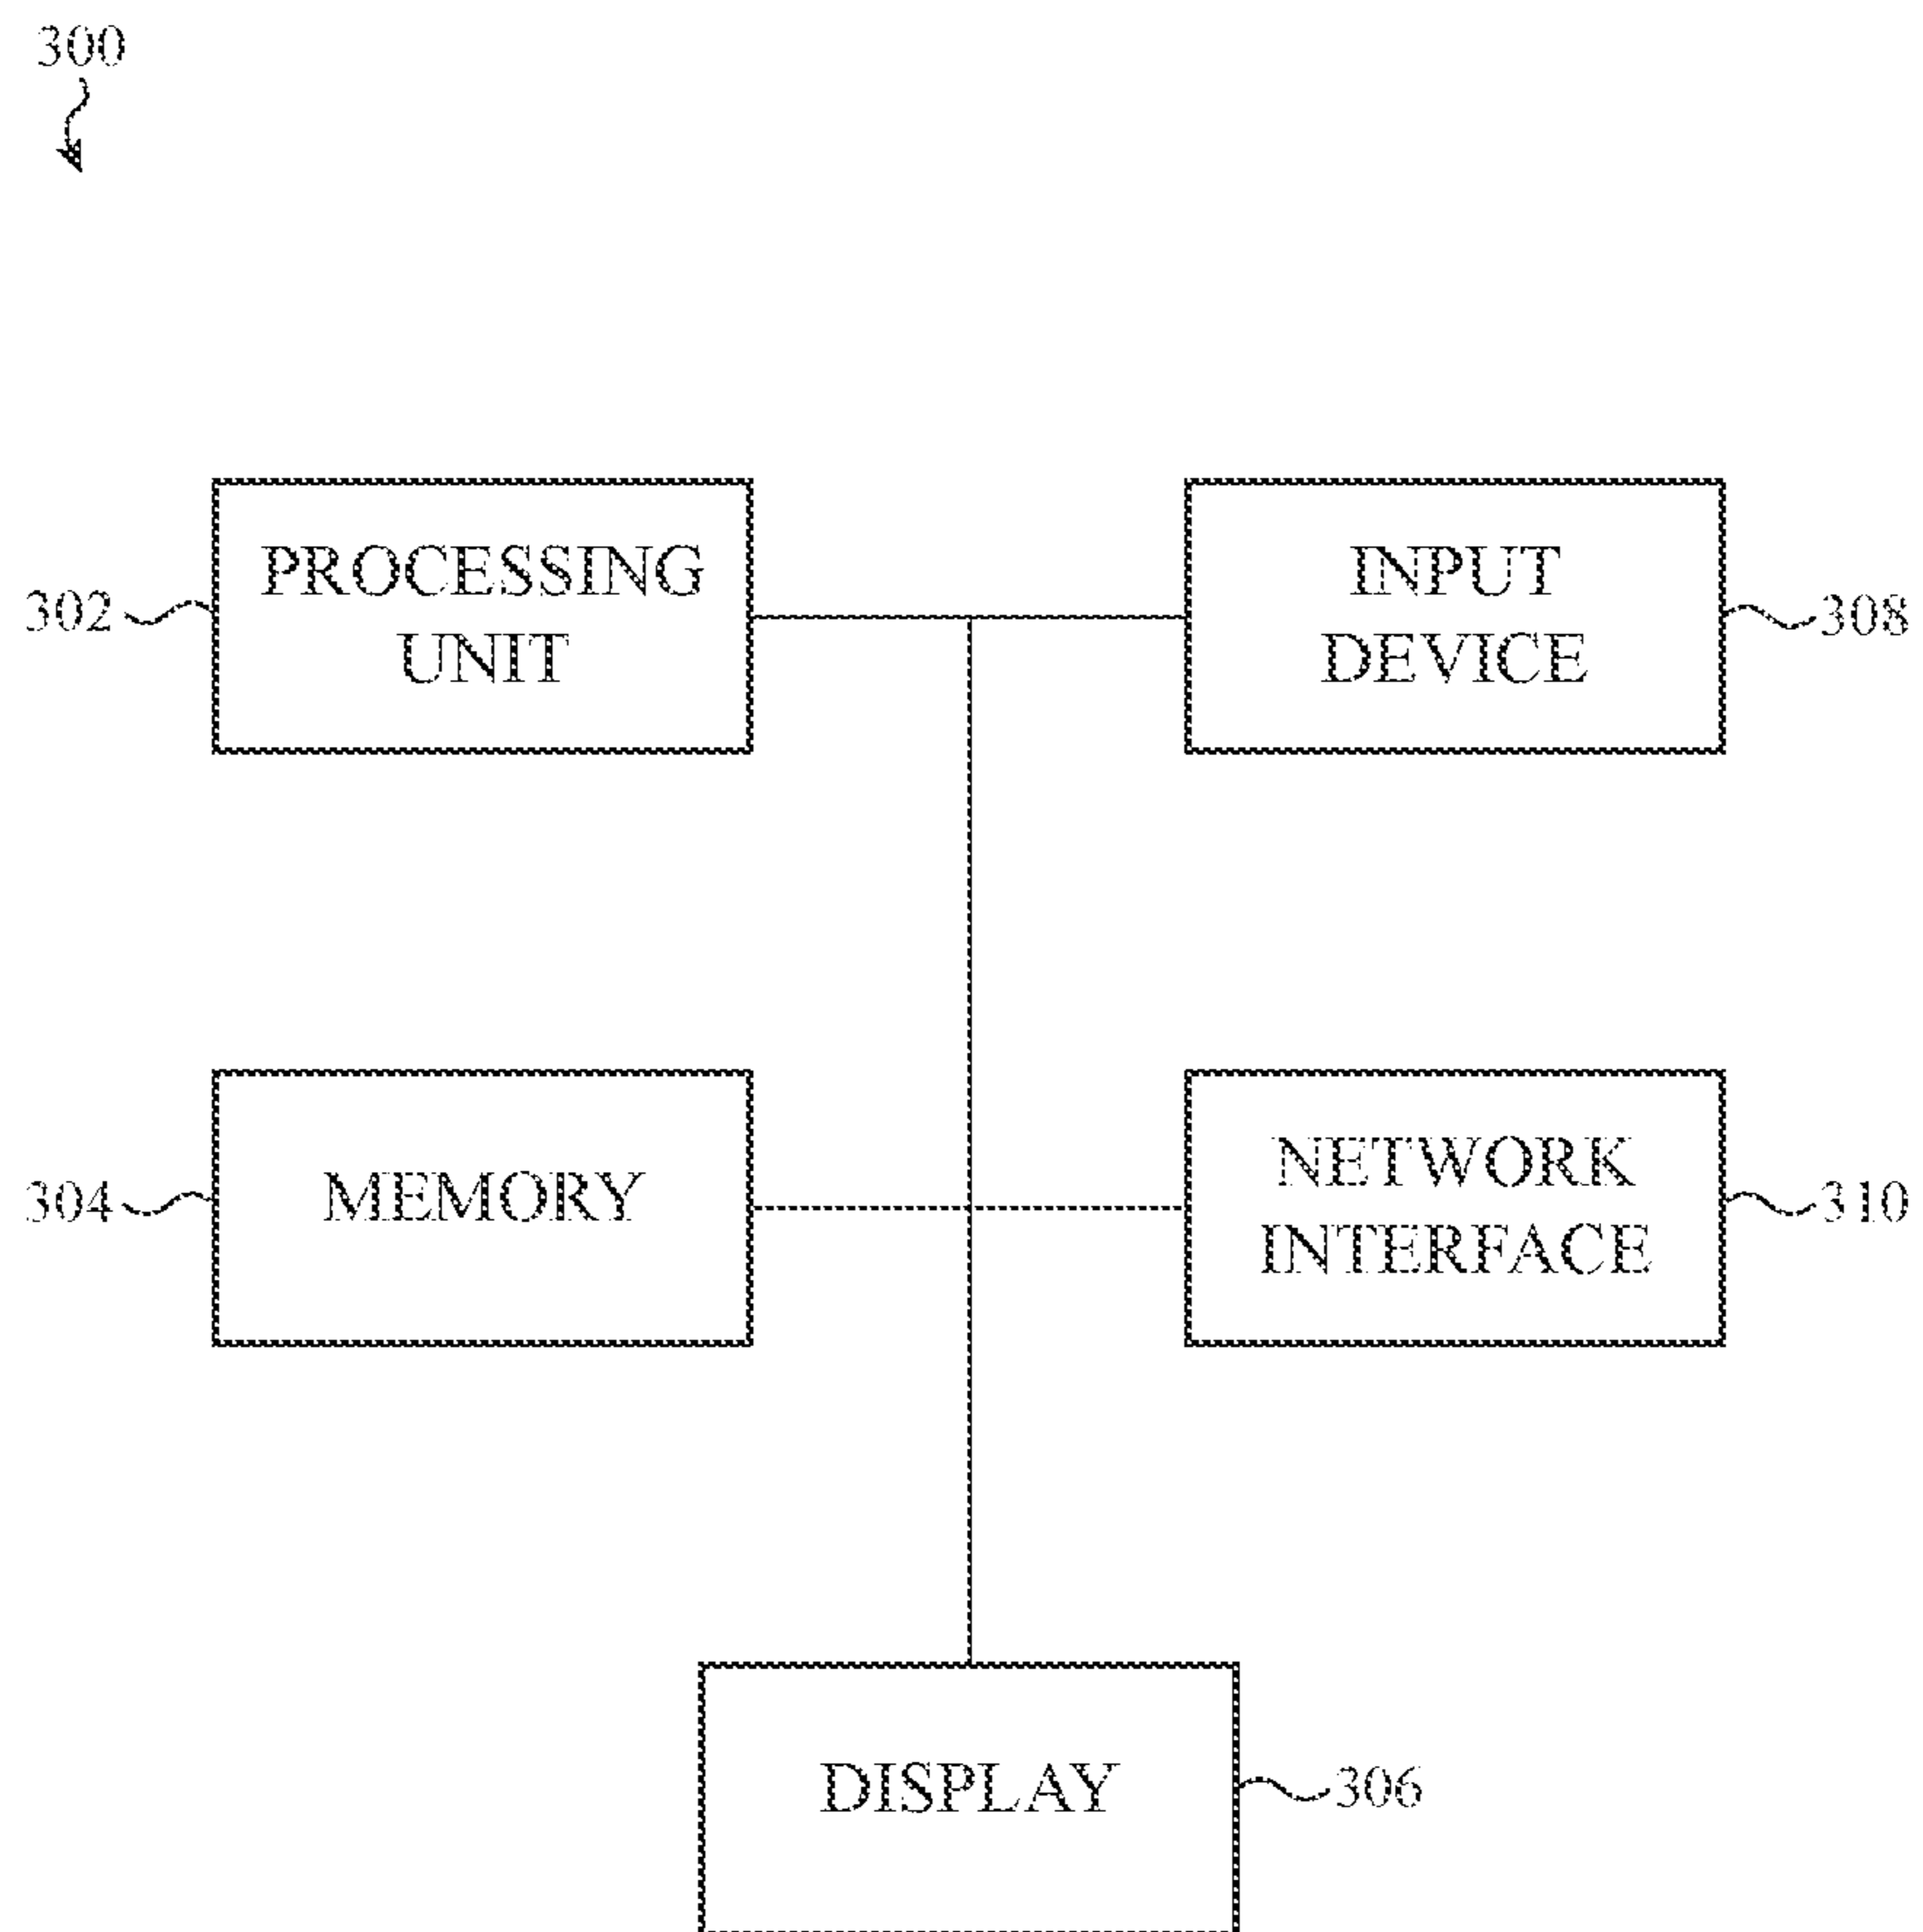 300
PROCESSING
UNIT
302
INPUT
DEVICE
308
MEMORY
304
NETWORK
INTERFACE
310
DISPLAY
306